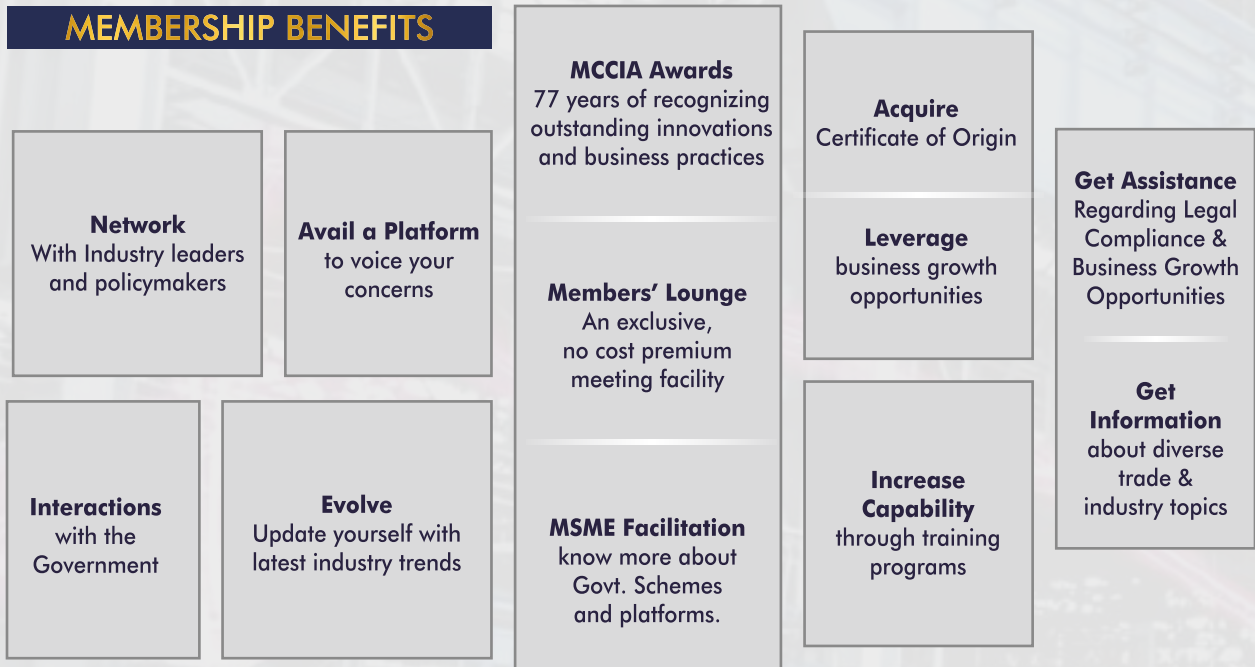 MEMBERSHIP BENEFITS
Network
With Industry leaders
and policymakers
Avail a Platform
to voice your
concerns
Interactions
with the
Government
Evolve
Update yourself with
latest industry trends
MCCIA Awards
77 years of recognizing
outstanding innovations
and business practices
Members’ Lounge
An exclusive,
no cost premium
meeting facility
MSME Facilitation
know more about
Govt. Schemes
and platforms.
Acquire
Certificate of Origin
Leverage
business growth
opportunities
Increase
Capability
through training
programs
Get Assistance
Regarding Legal
Compliance &
Business Growth
Opportunities
Get
Information
about diverse
trade &
industry topics